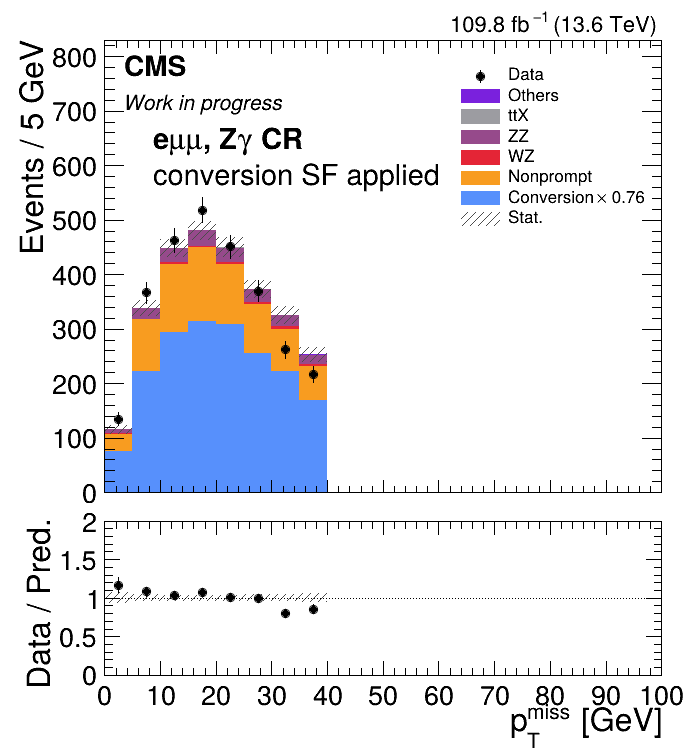 109.8 fb⁻¹ (13.6 TeV)
CMS
Work in progress
eμμ, Zγ CR
conversion SF applied
Data
Others
ttX
ZZ
WZ
Nonprompt
Conversion × 0.76
Stat.
Events / 5 GeV
800
700
600
500
400
300
200
100
0
Data / Pred.
2
1.5
1
0.5
0
0 10 20 30 40 50 60 70 80 90 100
p_T^miss [GeV]